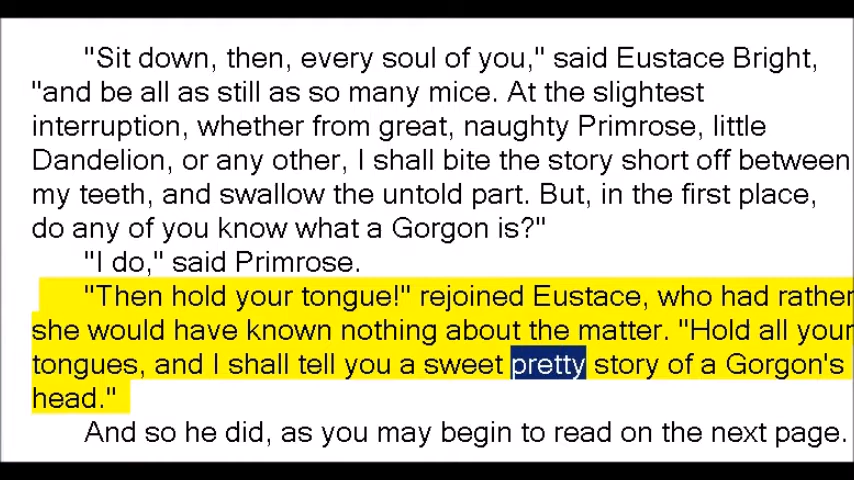 "Sit down, then, every soul of you," said Eustace Bright,
"and be all as still as so many mice. At the slightest
interruption, whether from great, naughty Primrose, little
Dandelion, or any other, I shall bite the story short off between
my teeth, and swallow the untold part. But, in the first place,
do any of you know what a Gorgon is?"
"I do," said Primrose.
"Then hold your tongue!" rejoined Eustace, who had rather
she would have known nothing about the matter. "Hold all your
tongues, and I shall tell you a sweet pretty story of a Gorgon's
head."
And so he did, as you may begin to read on the next page.